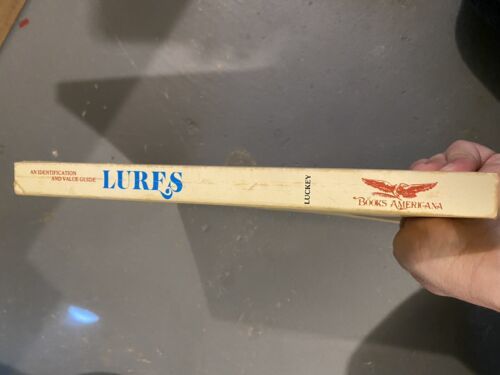 AN IDENTIFICATION
AND VALUE GUIDE
LURES
LUCKEY
BOOKS AMERICANA